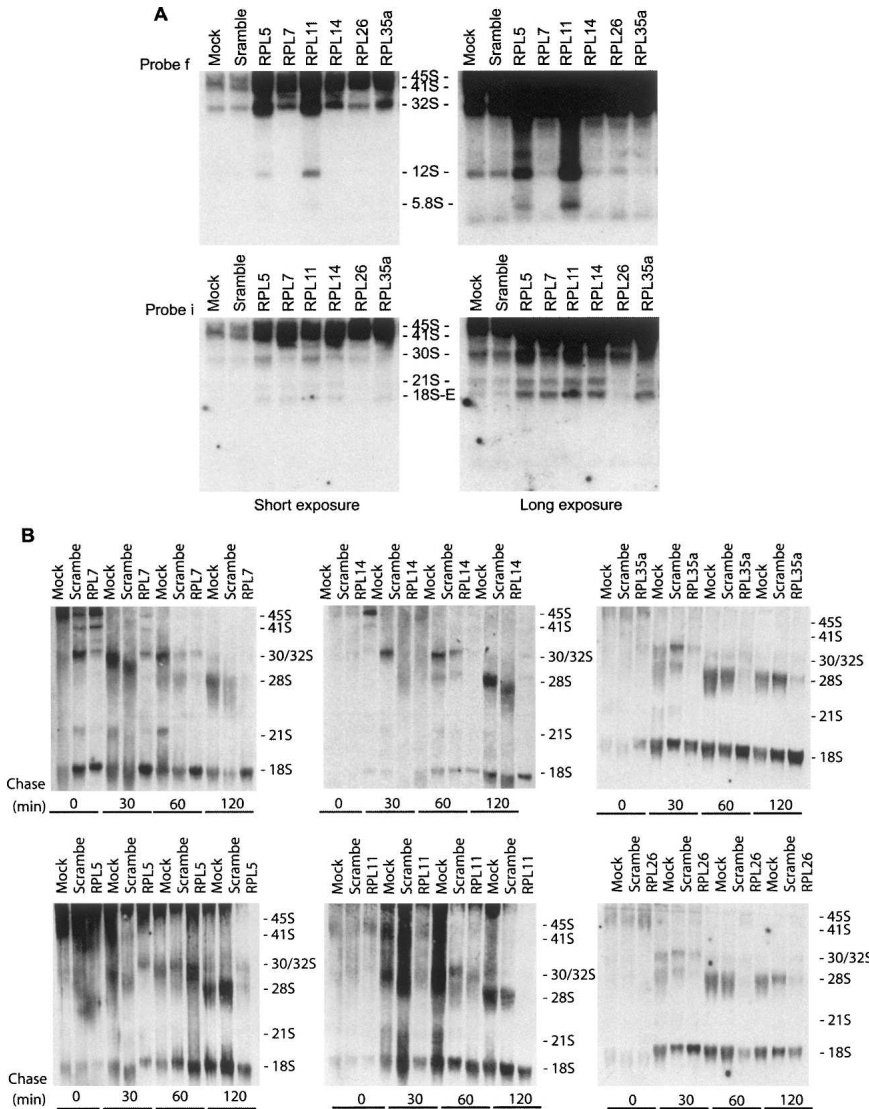 A
Mock Sramble RPL5 RPL7 RPL11 RPL14 RPL26 RPL35a Mock Sramble RPL5 RPL7 RPL11 RPL14 RPL26 RPL35a
Probe f
- 45S -
- 41S -
- 32S -
- 12S -
- 5.8S -
Mock Sramble RPL5 RPL7 RPL11 RPL14 RPL26 RPL35a Mock Sramble RPL5 RPL7 RPL11 RPL14 RPL26 RPL35a
Probe i
- 45S -
- 41S -
- 30S -
- 21S -
- 18S-E
Short exposure Long exposure
B
Mock Scrambe RPL7 Mock Scrambe RPL7 Mock Scrambe RPL7 Mock Scrambe RPL7
- 45S
- 41S
- 30/32S
- 28S
- 21S
- 18S
Chase
(min) 0 30 60 120
Mock Scrambe RPL14 Mock Scrambe RPL14 Mock Scrambe RPL14 Mock Scrambe RPL14
- 45S
- 41S
- 30/32S
- 28S
- 21S
- 18S
0 30 60 120
Mock Scrambe RPL35a Mock Scrambe RPL35a Mock Scrambe RPL35a Mock Scrambe RPL35a
- 45S
- 41S
- 30/32S
- 28S
- 21S
- 18S
0 30 60 120
Mock Scrambe RPL5 Mock Scrambe RPL5 Mock Scrambe RPL5 Mock Scrambe RPL5
- 45S
- 41S
- 30/32S
- 28S
- 21S
- 18S
Chase
(min) 0 30 60 120
Mock Scrambe RPL11 Mock Scrambe RPL11 Mock Scrambe RPL11 Mock Scrambe RPL11
- 45S
- 41S
- 30/32S
- 28S
- 21S
- 18S
0 30 60 120
Mock Scrambe RPL26 Mock Scrambe RPL26 Mock Scrambe RPL26 Mock Scrambe RPL26
- 45S
- 41S
- 30/32S
- 28S
- 21S
- 18S
0 30 60 120